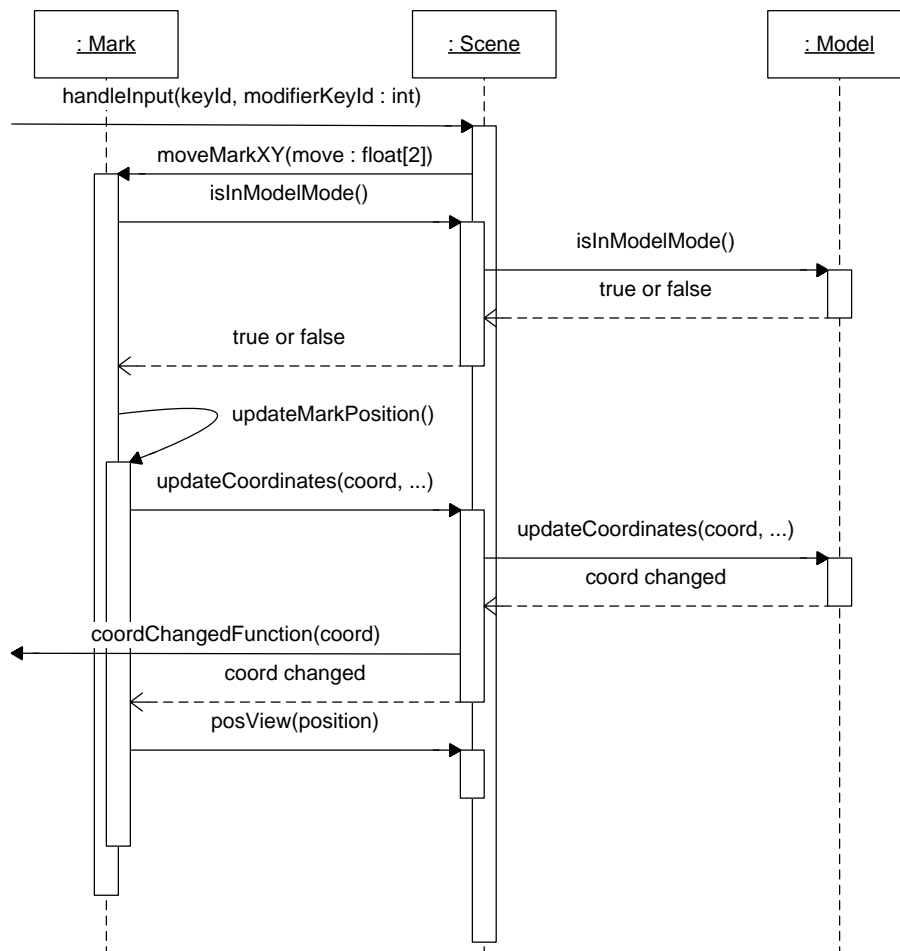 : Mark
: Scene
: Model
handleInput(keyId, modifierKeyId : int)
moveMarkXY(move : float[2])
isInModelMode()
isInModelMode()
true or false
true or false
updateMarkPosition()
updateCoordinates(coord, ...)
updateCoordinates(coord, ...)
coord changed
coordChangedFunction(coord)
coord changed
posView(position)